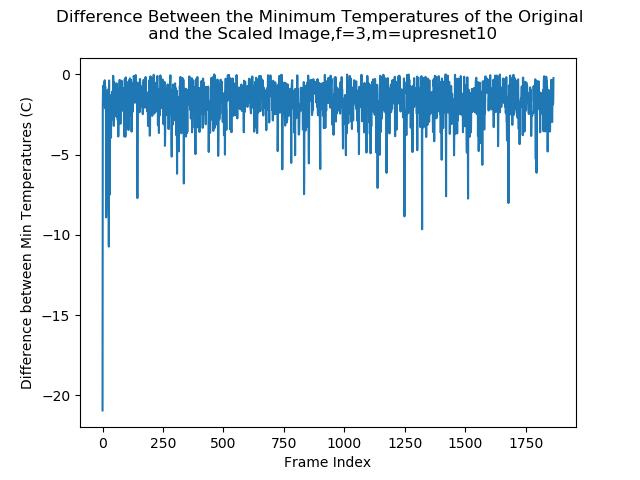 Difference Between the Minimum Temperatures of the Original
and the Scaled Image,f=3,m=upresnet10
Difference between Min Temperatures (C)
0
−5
−10
−15
−20
0 250 500 750 1000 1250 1500 1750
Frame Index